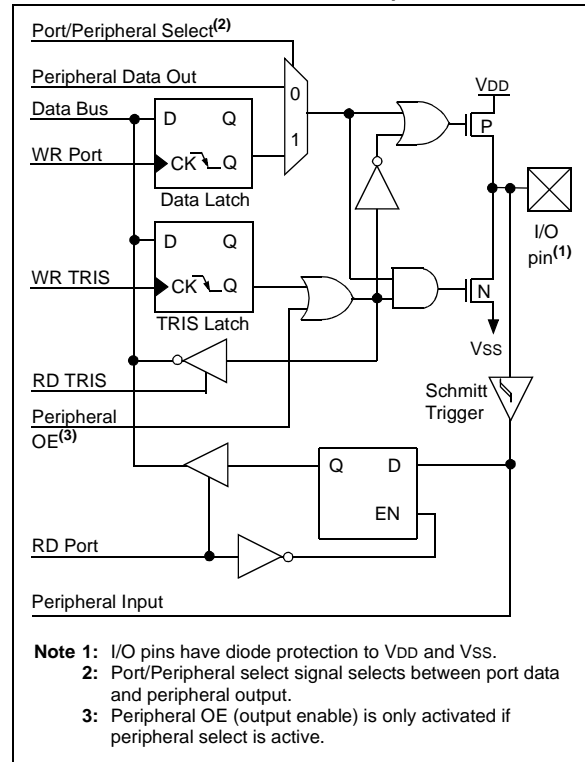 Port/Peripheral Select(2)
Peripheral Data Out
0
VDD
Data Bus
D Q
P
WR Port
1
CK Q
Data Latch
D Q
I/O
pin(1)
WR TRIS
CK Q
N
TRIS Latch
VSS
RD TRIS
Schmitt
Trigger
Peripheral
OE(3)
Q D
EN
RD Port
Peripheral Input
Note 1: I/O pins have diode protection to VDD and VSS.
2: Port/Peripheral select signal selects between port data
and peripheral output.
3: Peripheral OE (output enable) is only activated if
peripheral select is active.